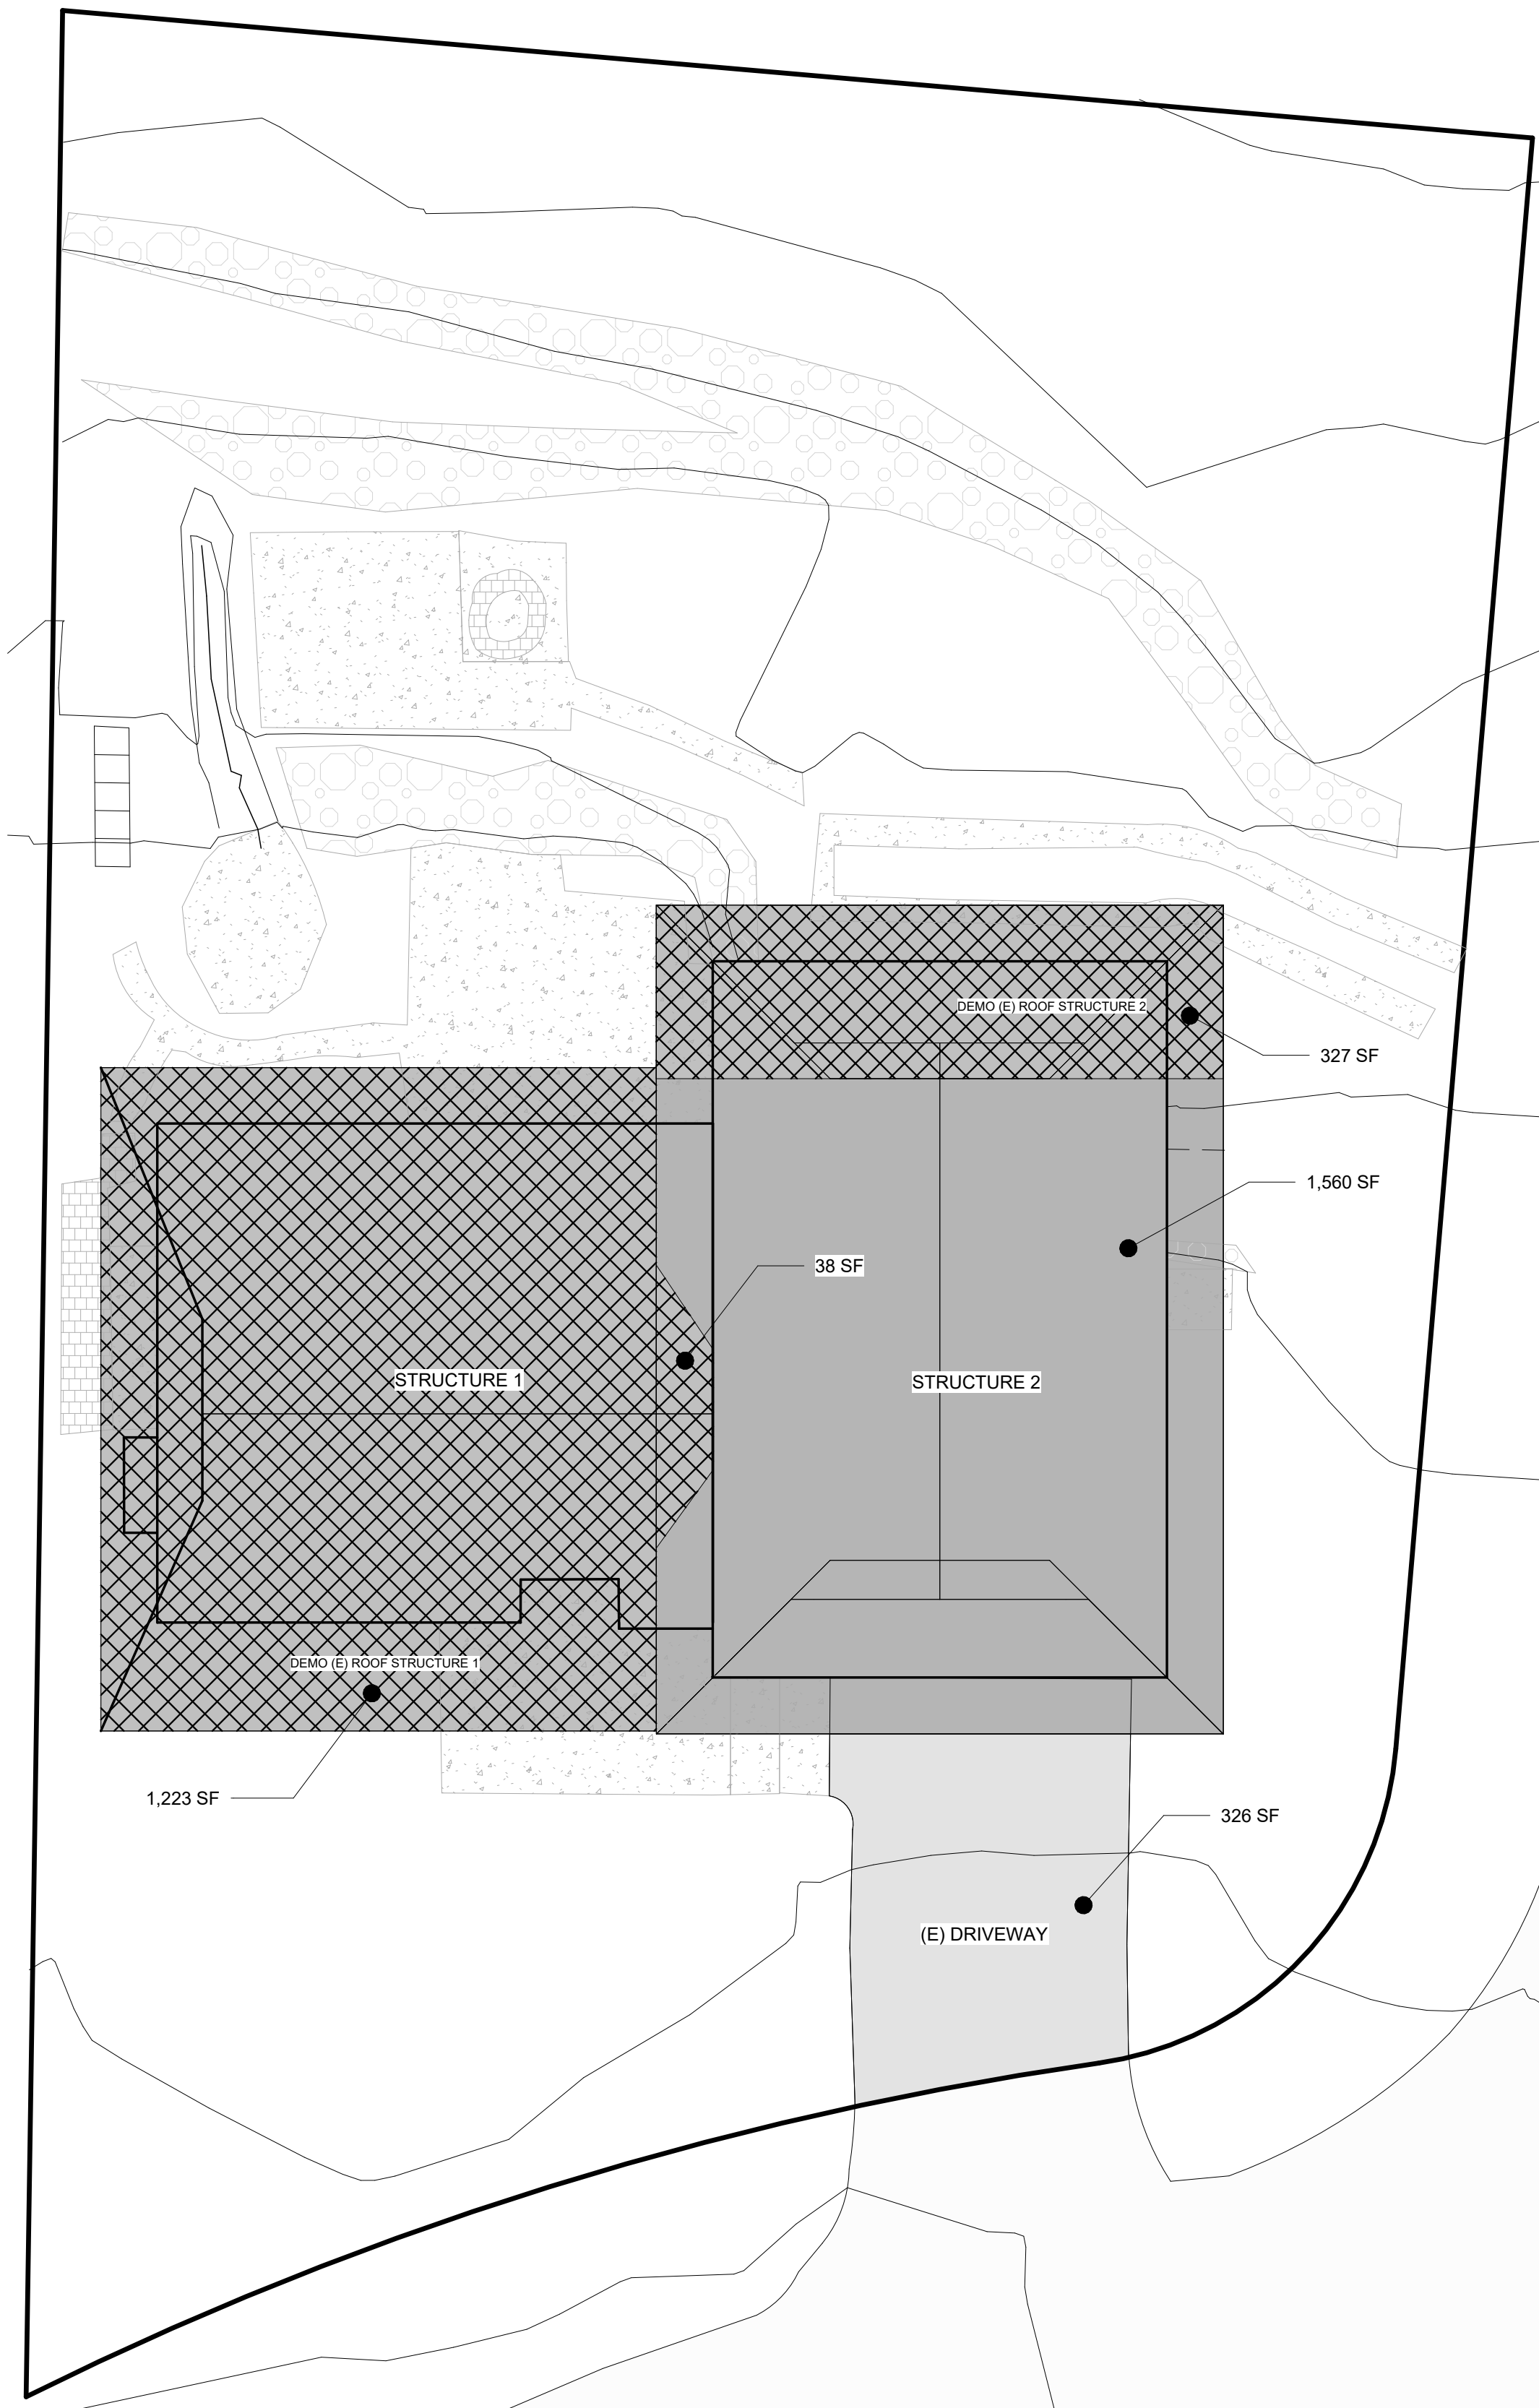 DEMO (E) ROOF STRUCTURE 2
327 SF
1,560 SF
38 SF
STRUCTURE 1
STRUCTURE 2
DEMO (E) ROOF STRUCTURE 1
1,223 SF
326 SF
(E) DRIVEWAY